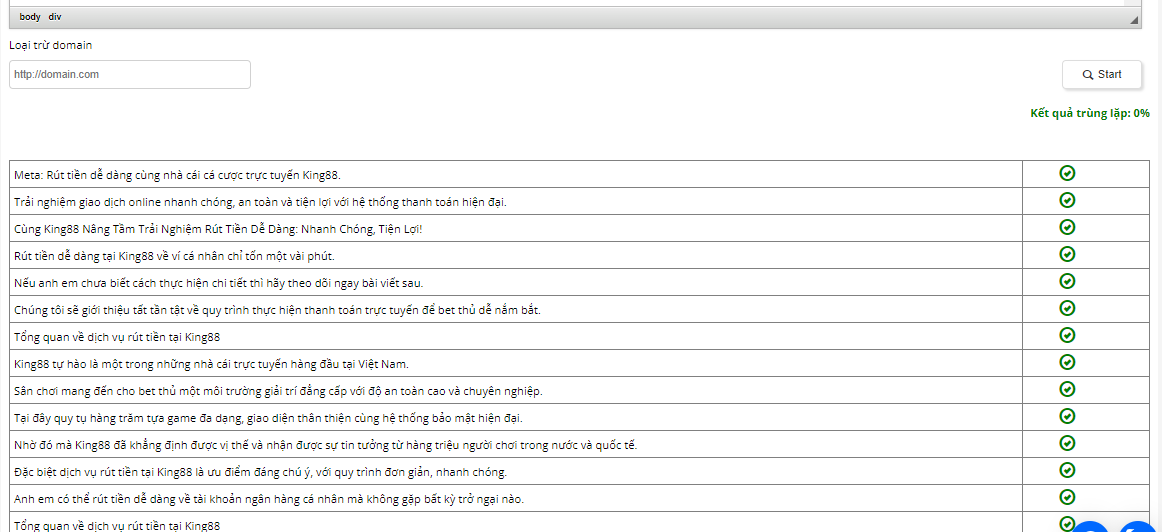 body div
Loại trừ domain
http://domain.com
Start
Kết quả trùng lặp: 0%
Meta: Rút tiền dễ dàng cùng nhà cái cá cược trực tuyến King88.
Trải nghiệm giao dịch online nhanh chóng, an toàn và tiện lợi với hệ thống thanh toán hiện đại.
Cùng King88 Nâng Tầm Trải Nghiệm Rút Tiền Dễ Dàng: Nhanh Chóng, Tiện Lợi!
Rút tiền dễ dàng tại King88 về ví cá nhân chỉ tốn một vài phút.
Nếu anh em chưa biết cách thực hiện chi tiết thì hãy theo dõi ngay bài viết sau.
Chúng tôi sẽ giới thiệu tất tần tật về quy trình thực hiện thanh toán trực tuyến để bet thủ dễ nắm bắt.
Tổng quan về dịch vụ rút tiền tại King88
King88 tự hào là một trong những nhà cái trực tuyến hàng đầu tại Việt Nam.
Sân chơi mang đến cho bet thủ một môi trường giải trí đẳng cấp với độ an toàn cao và chuyên nghiệp.
Tại đây quy tụ hàng trăm tựa game đa dạng, giao diện thân thiện cùng hệ thống bảo mật hiện đại.
Nhờ đó mà King88 đã khẳng định được vị thế và nhận được sự tin tưởng từ hàng triệu người chơi trong nước và quốc tế.
Đặc biệt dịch vụ rút tiền tại King88 là ưu điểm đáng chú ý, với quy trình đơn giản, nhanh chóng.
Anh em có thể rút tiền dễ dàng về tài khoản ngân hàng cá nhân mà không gặp bất kỳ trở ngại nào.
Tổng quan về dịch vụ rút tiền tại King88